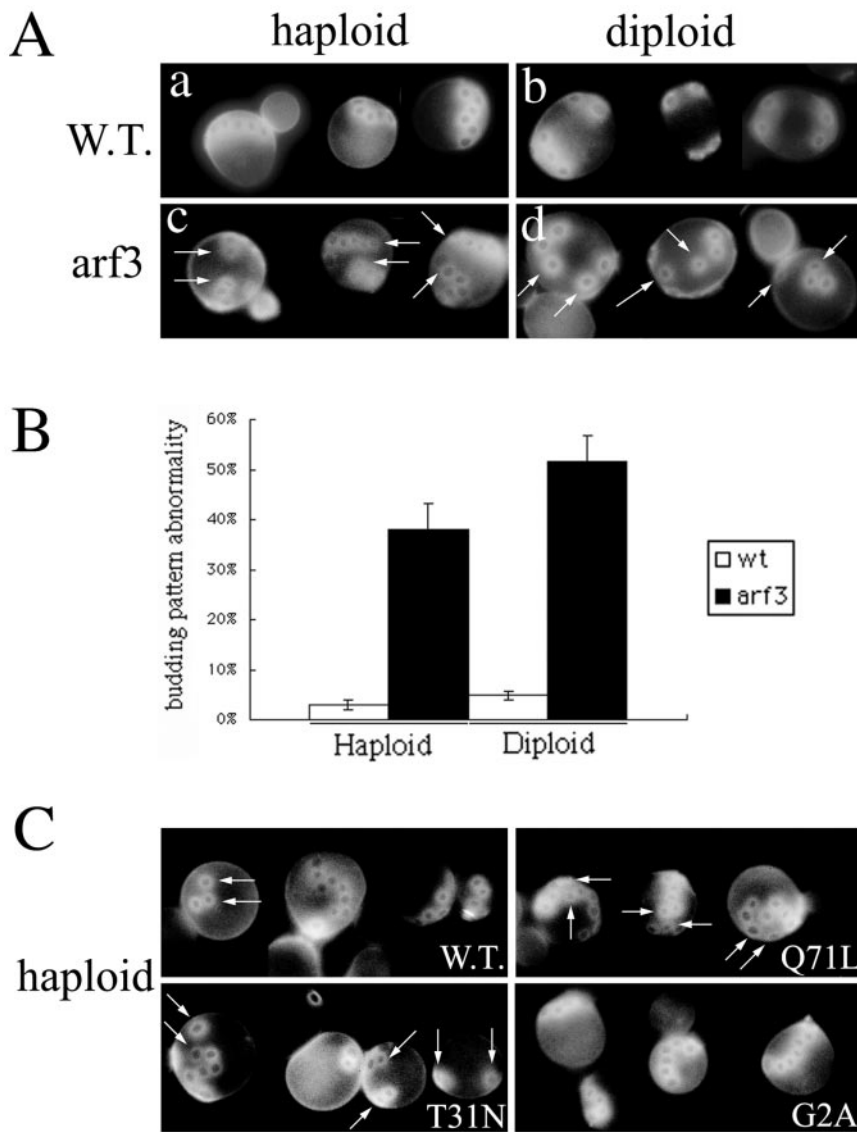 A
haploid
diploid
W.T.
a
b
arf3
c
d
B
budding pattern abnormality
60%
50%
40%
30%
20%
10%
0%
Haploid
Diploid
wt
arf3
C
haploid
W.T.
Q71L
T31N
G2A